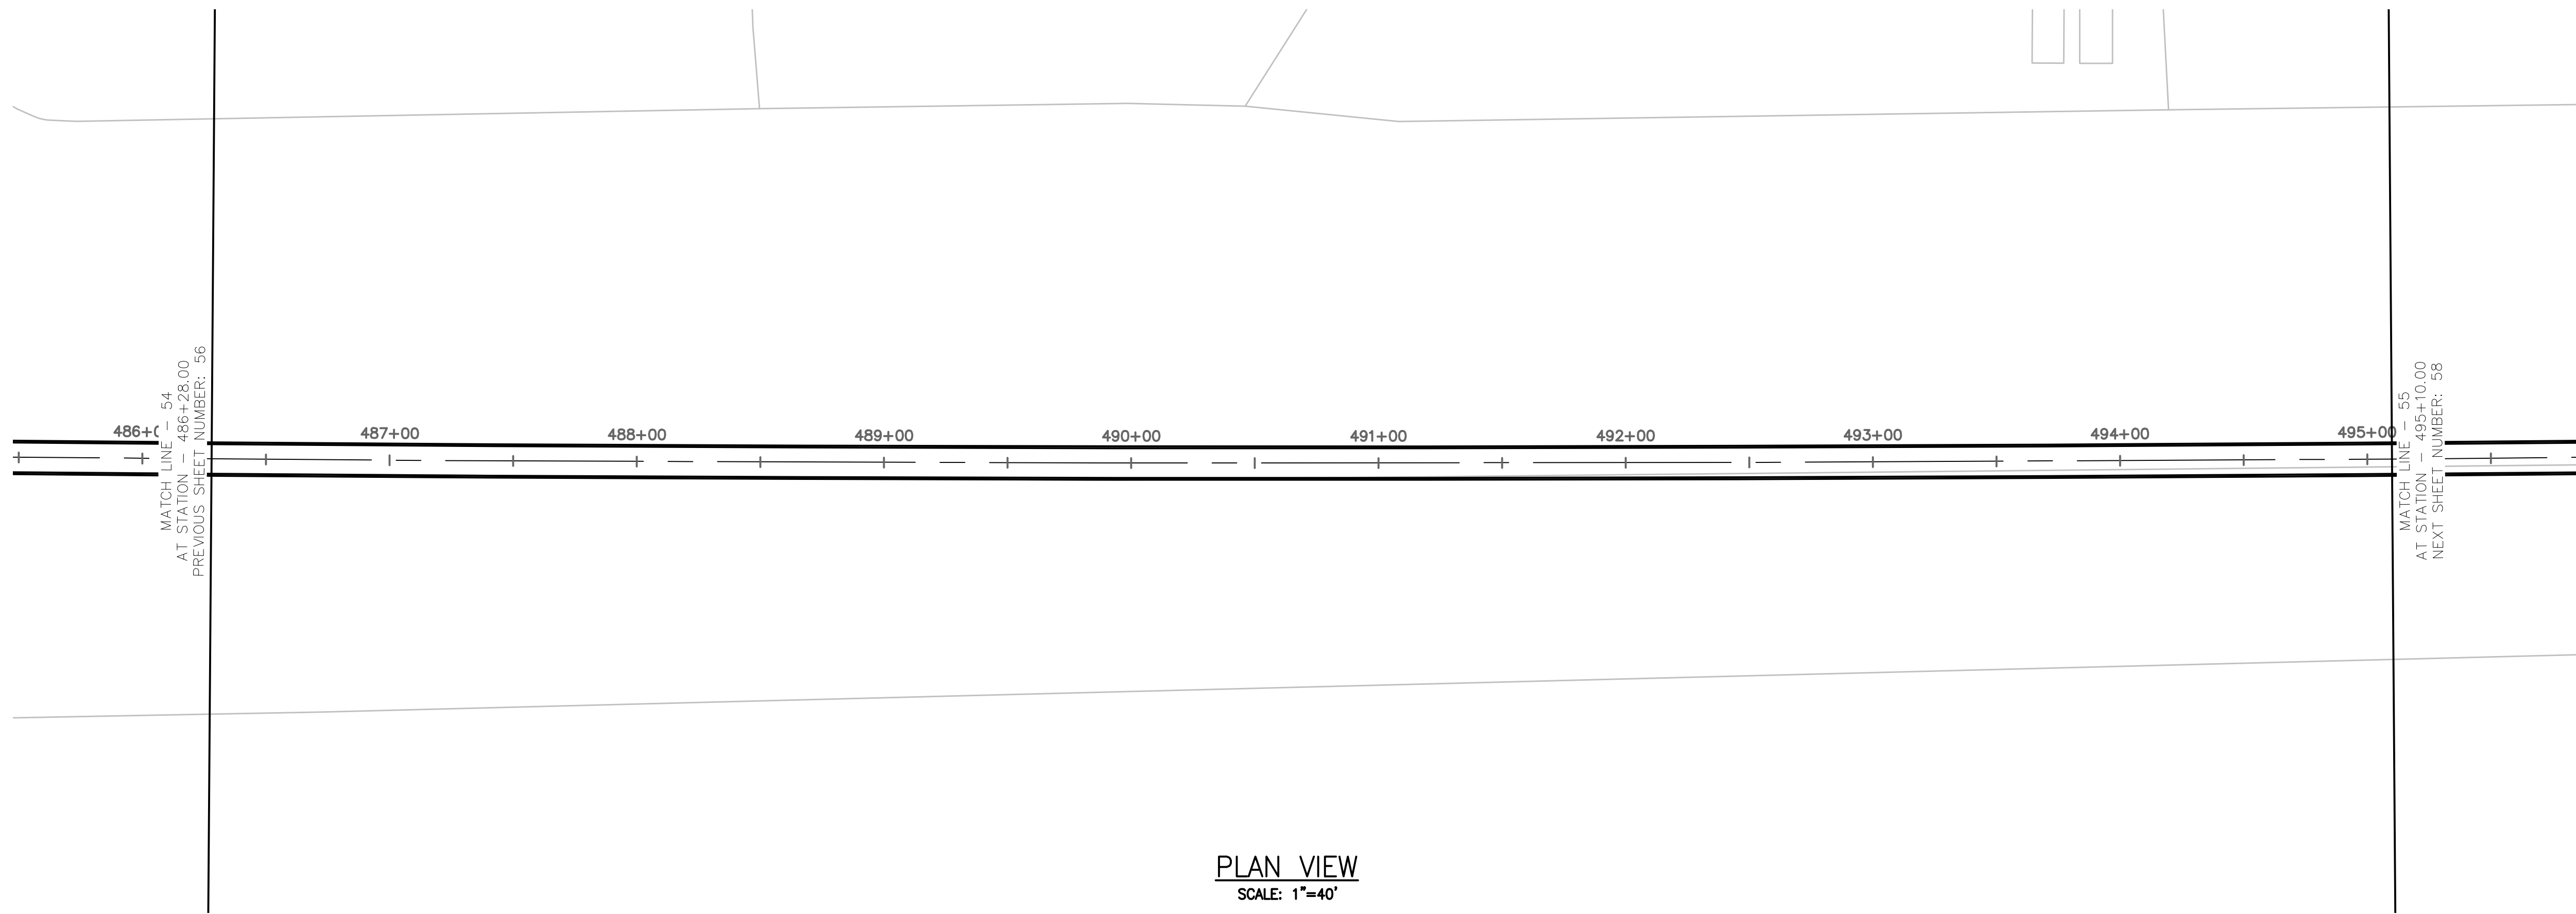 MATCH LINE - 54
AT STATION - 486+28.00
PREVIOUS SHEET NUMBER: 56
486+0
487+00
488+00
489+00
490+00
491+00
492+00
493+00
494+00
495+00
MATCH LINE - 55
AT STATION - 495+10.00
NEXT SHEET NUMBER: 58
PLAN VIEW
SCALE: 1"=40'